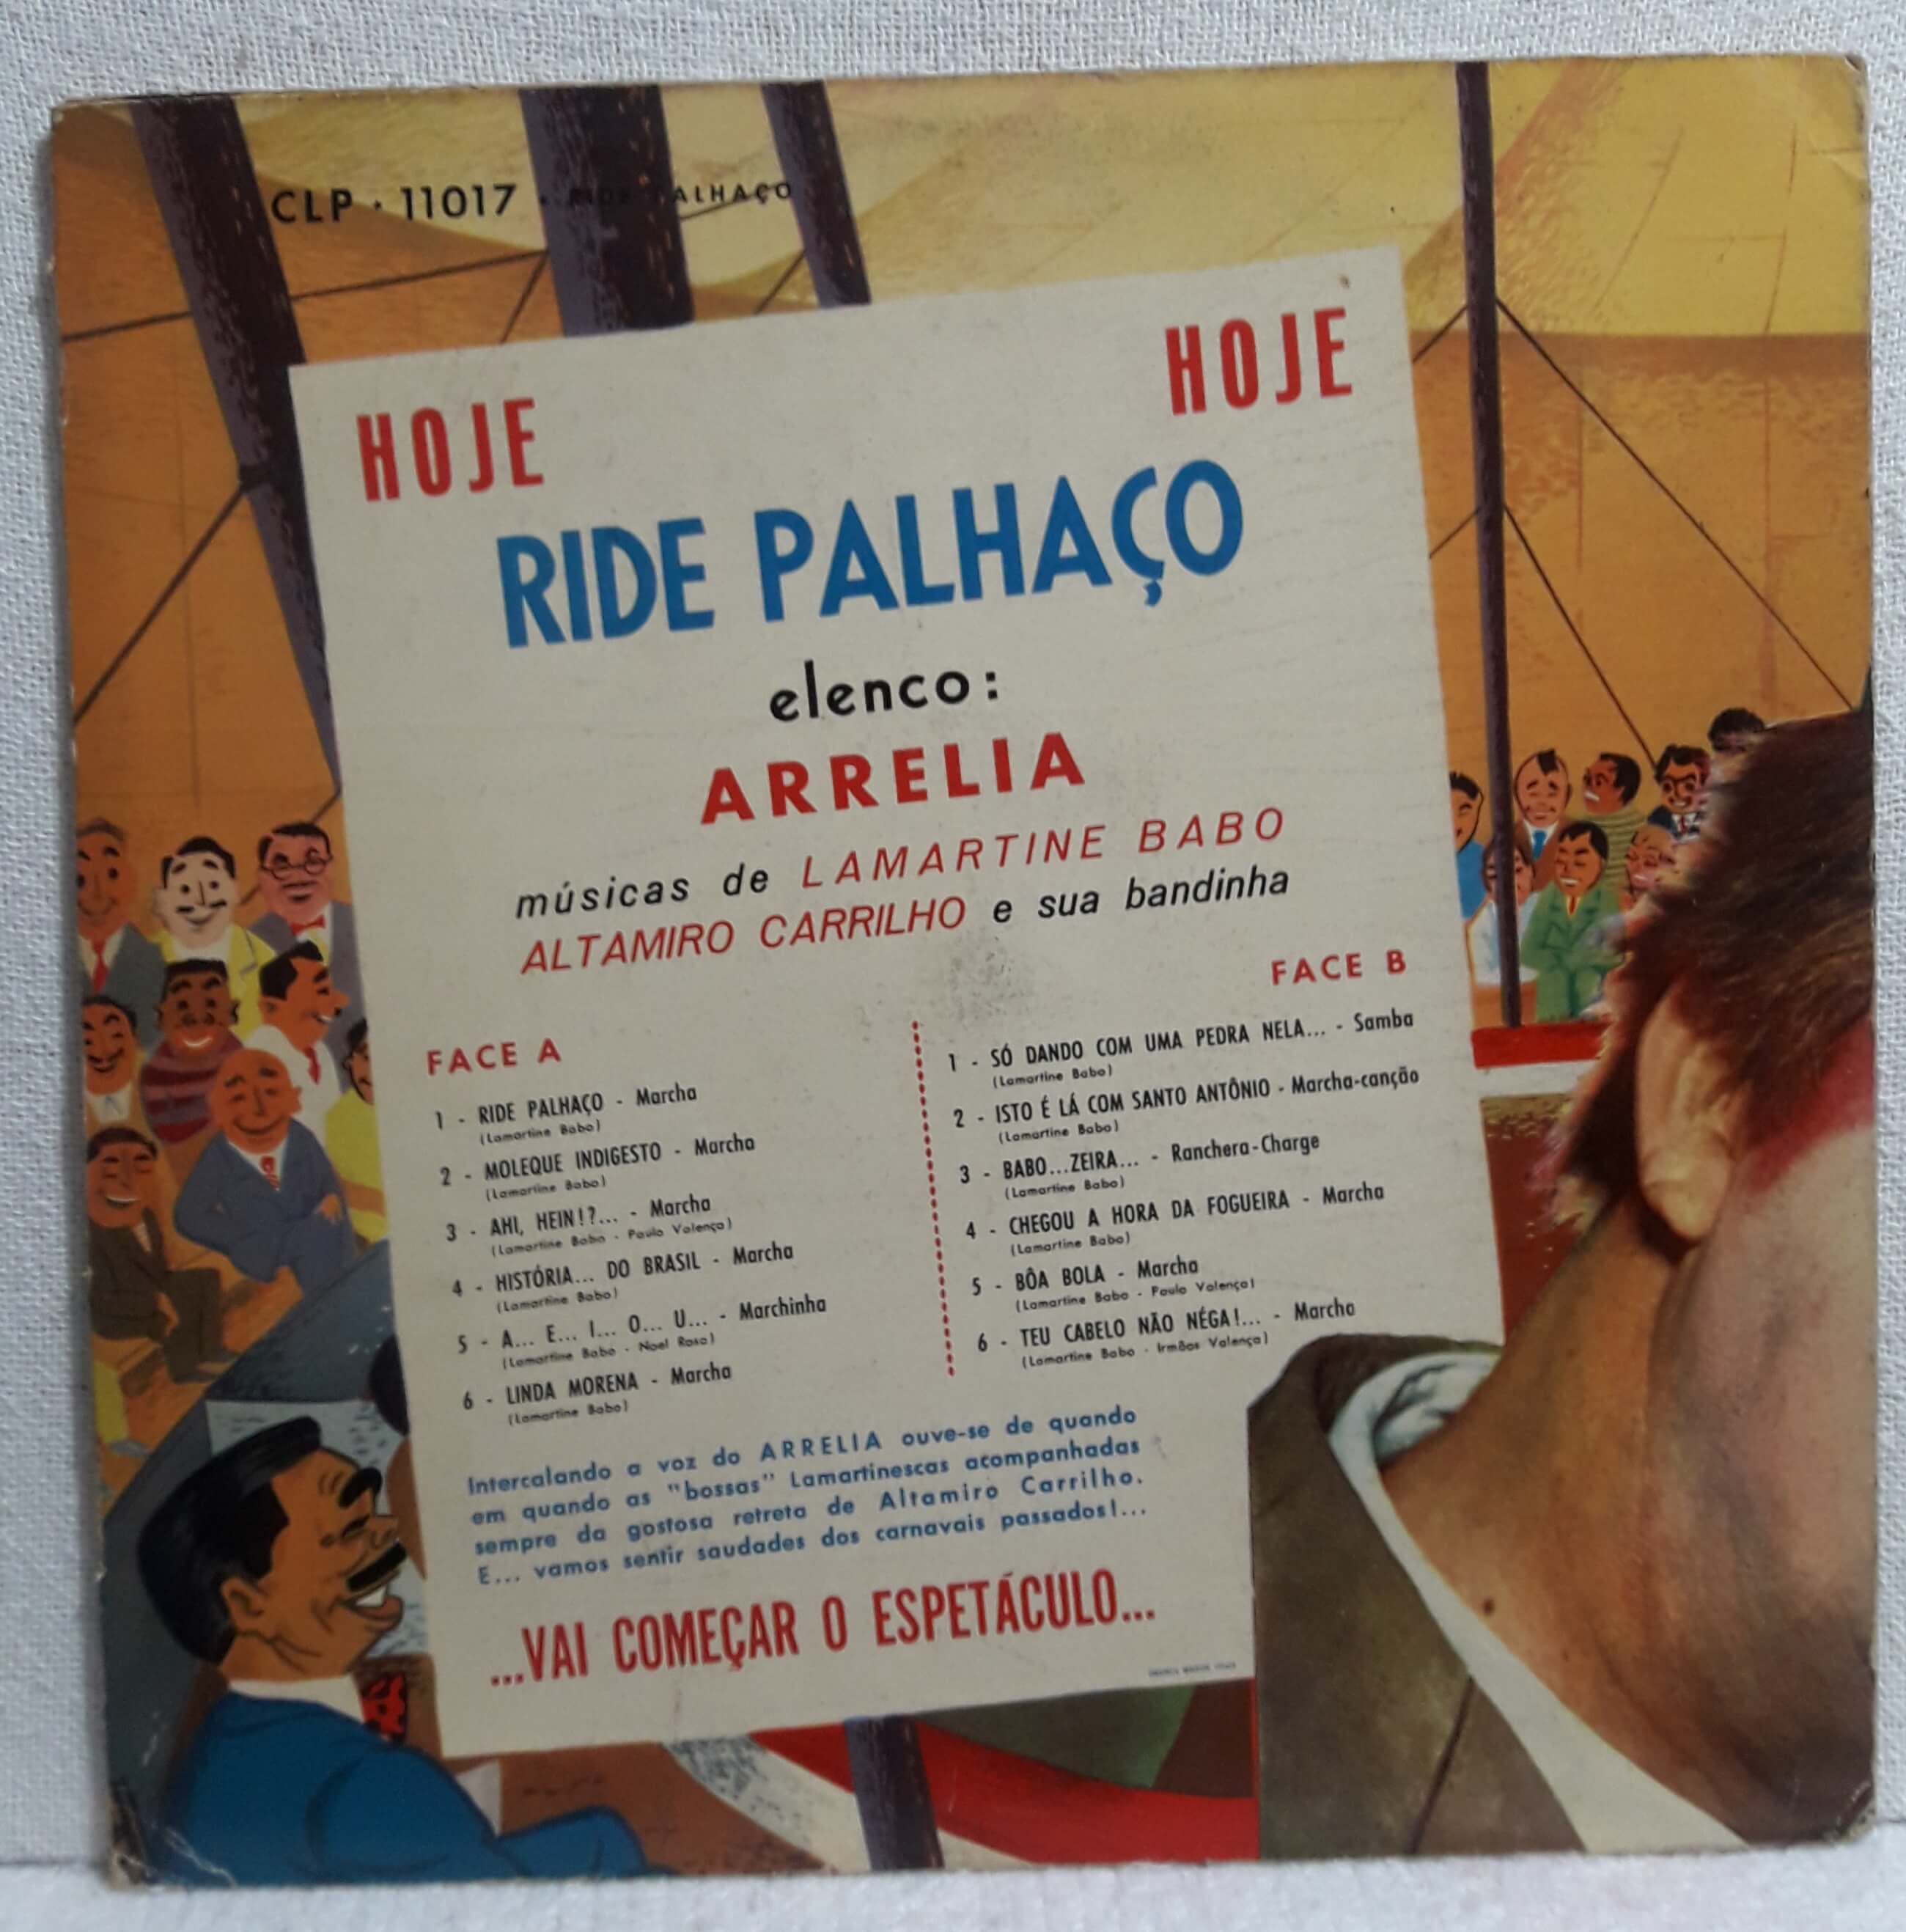 CLP · 11017 · RIDE PALHAÇO
HOJE HOJE
RIDE PALHAÇO
elenco:
ARRELIA
músicas de LAMARTINE BABO
ALTAMIRO CARRILHO e sua bandinha
FACE A
1 - RIDE PALHAÇO - Marcha
(Lamartine Babo)
2 - MOLEQUE INDIGESTO - Marcha
(Lamartine Babo)
3 - AHI, HEIN!?... - Marcha
(Lamartine Babo - Paulo Valença)
4 - HISTÓRIA... DO BRASIL - Marcha
(Lamartine Babo)
5 - A... E... I... O... U... - Marchinha
(Lamartine Babo - Noel Rosa)
6 - LINDA MORENA - Marcha
(Lamartine Babo)
FACE B
1 - SÓ DANDO COM UMA PEDRA NELA... - Samba
(Lamartine Babo)
2 - ISTO É LÁ COM SANTO ANTÔNIO - Marcha-canção
(Lamartine Babo)
3 - BABO...ZEIRA... - Ranchera-Charge
(Lamartine Babo)
4 - CHEGOU A HORA DA FOGUEIRA - Marcha
(Lamartine Babo)
5 - BÔA BOLA - Marcha
(Lamartine Babo - Paulo Valença)
6 - TEU CABELO NÃO NÉGA!... - Marcha
(Lamartine Babo - Irmãos Valença)
Intercalando a voz do ARRELIA ouve-se de quando
em quando as "bossas" Lamartinescas acompanhadas
sempre da gostosa retreta de Altamiro Carrilho.
E... vamos sentir saudades dos carnavais passados!...
...VAI COMEÇAR O ESPETÁCULO...